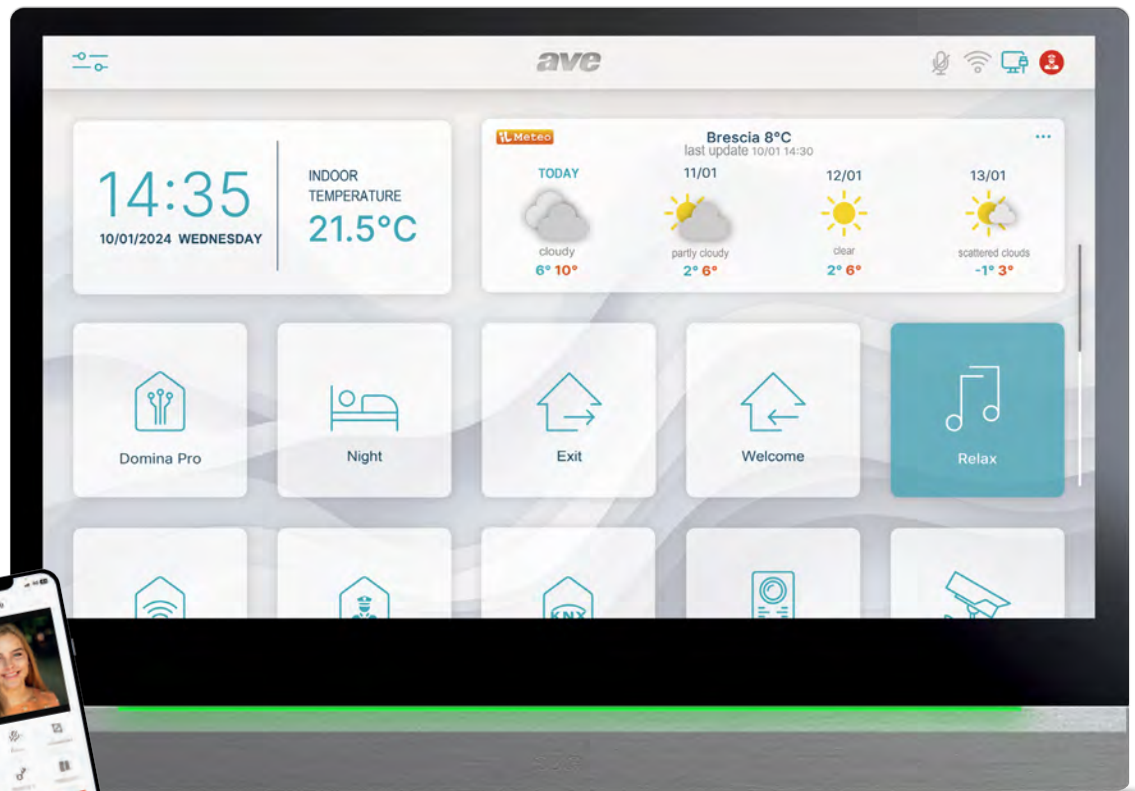 ave
14:35
10/01/2024 WEDNESDAY
INDOOR
TEMPERATURE
21.5°C
iL Meteo
Brescia 8°C
last update 10/01 14:30
TODAY
11/01
12/01
13/01
cloudy
partly cloudy
clear
scattered clouds
6° 10°
2° 6°
2° 6°
-1° 3°
Domina Pro
Night
Exit
Welcome
Relax
KNX